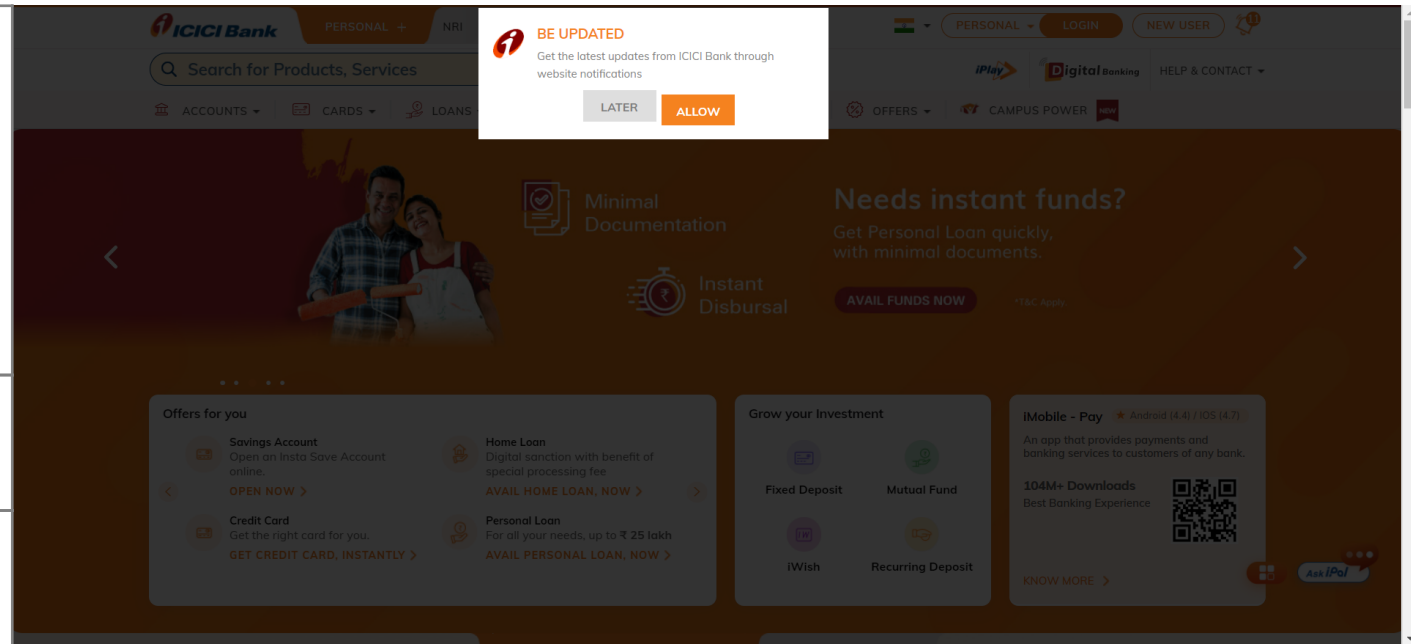 ICICI Bank
PERSONAL +
NRI
PERSONAL
LOGIN
NEW USER
11
BE UPDATED
Get the latest updates from ICICI Bank through
website notifications
LATER
ALLOW
Search for Products, Services
iPlay
Digital Banking
HELP & CONTACT
ACCOUNTS
CARDS
LOANS
OFFERS
CAMPUS POWER
NEW
Minimal
Documentation
Instant
Disbursal
Needs instant funds?
Get Personal Loan quickly,
with minimal documents.
AVAIL FUNDS NOW
*T&C Apply
Offers for you
Savings Account
Open an Insta Save Account
online.
OPEN NOW >
Home Loan
Digital sanction with benefit of
special processing fee
AVAIL HOME LOAN, NOW >
Credit Card
Get the right card for you.
GET CREDIT CARD, INSTANTLY >
Personal Loan
For all your needs, up to ₹ 25 lakh
AVAIL PERSONAL LOAN, NOW >
Grow your Investment
Fixed Deposit
Mutual Fund
iW
iWish
Recurring Deposit
iMobile - Pay
Android (4.4) / iOS (4.7)
An app that provides payments and
banking services to customers of any bank.
104M+ Downloads
Best Banking Experience
KNOW MORE >
Ask iPal